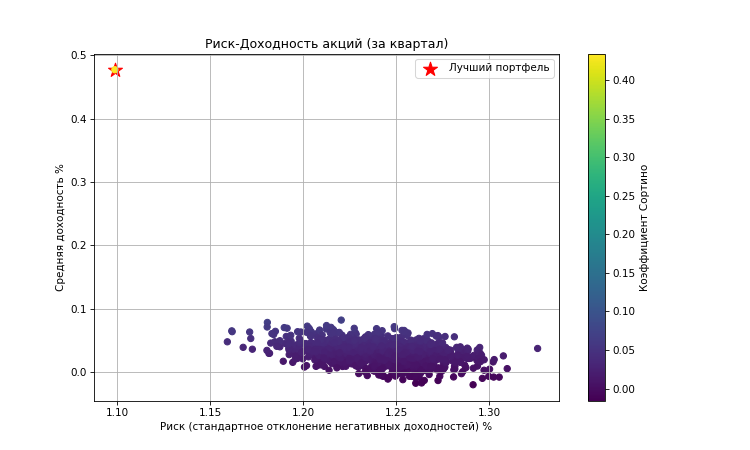 Риск-Доходность акций (за квартал)
Лучший портфель
0.5
0.4
0.3
0.2
0.1
0.0
Средняя доходность %
1.10 1.15 1.20 1.25 1.30
Риск (стандартное отклонение негативных доходностей) %
0.40
0.35
0.30
0.25
0.20
0.15
0.10
0.05
0.00
Коэффициент Сортино